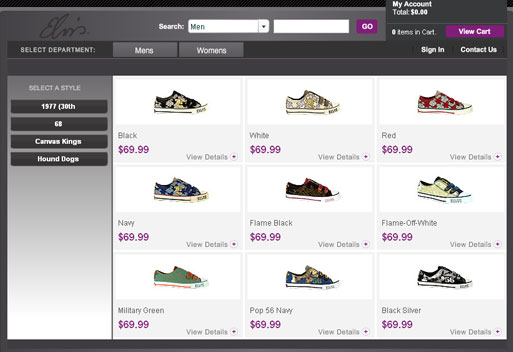 My Account
Total: $0.00
Elvis
Search: Men GO
0 items in Cart. View Cart
SELECT DEPARTMENT: Mens Womens Sign In Contact Us
SELECT A STYLE
1977 (30th
68
Canvas Kings
Hound Dogs
Black White Red
$69.99 $69.99 $69.99
View Details + View Details + View Details +
Navy Flame Black Flame-Off-White
$69.99 $69.99 $69.99
View Details + View Details + View Details +
Military Green Pop 56 Navy Black Silver
$69.99 $69.99 $69.99
View Details + View Details + View Details +